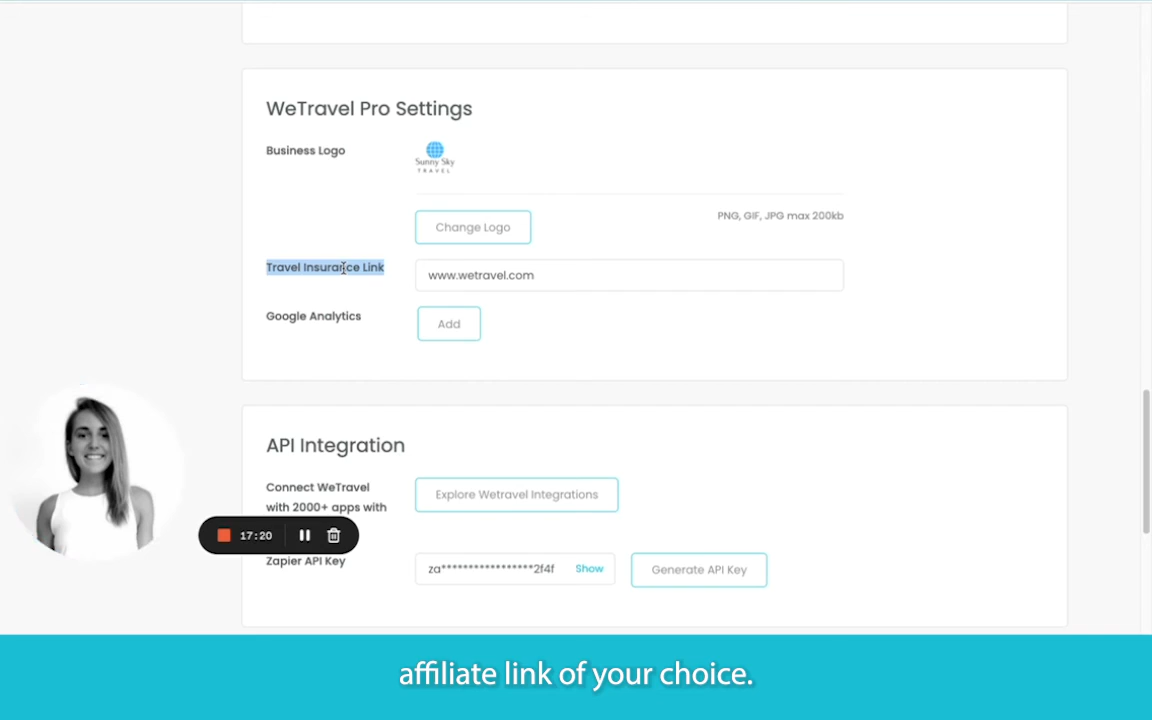 WeTravel Pro Settings
Business Logo
Sunny Sky
TRAVEL
Change Logo
PNG, GIF, JPG max 200kb
Travel Insurance Link
www.wetravel.com
Google Analytics
Add
API Integration
Connect WeTravel
with 2000+ apps with
Explore Wetravel Integrations
17:20
Zapier API Key
za*****************2f4f
Show
Generate API Key
affiliate link of your choice.